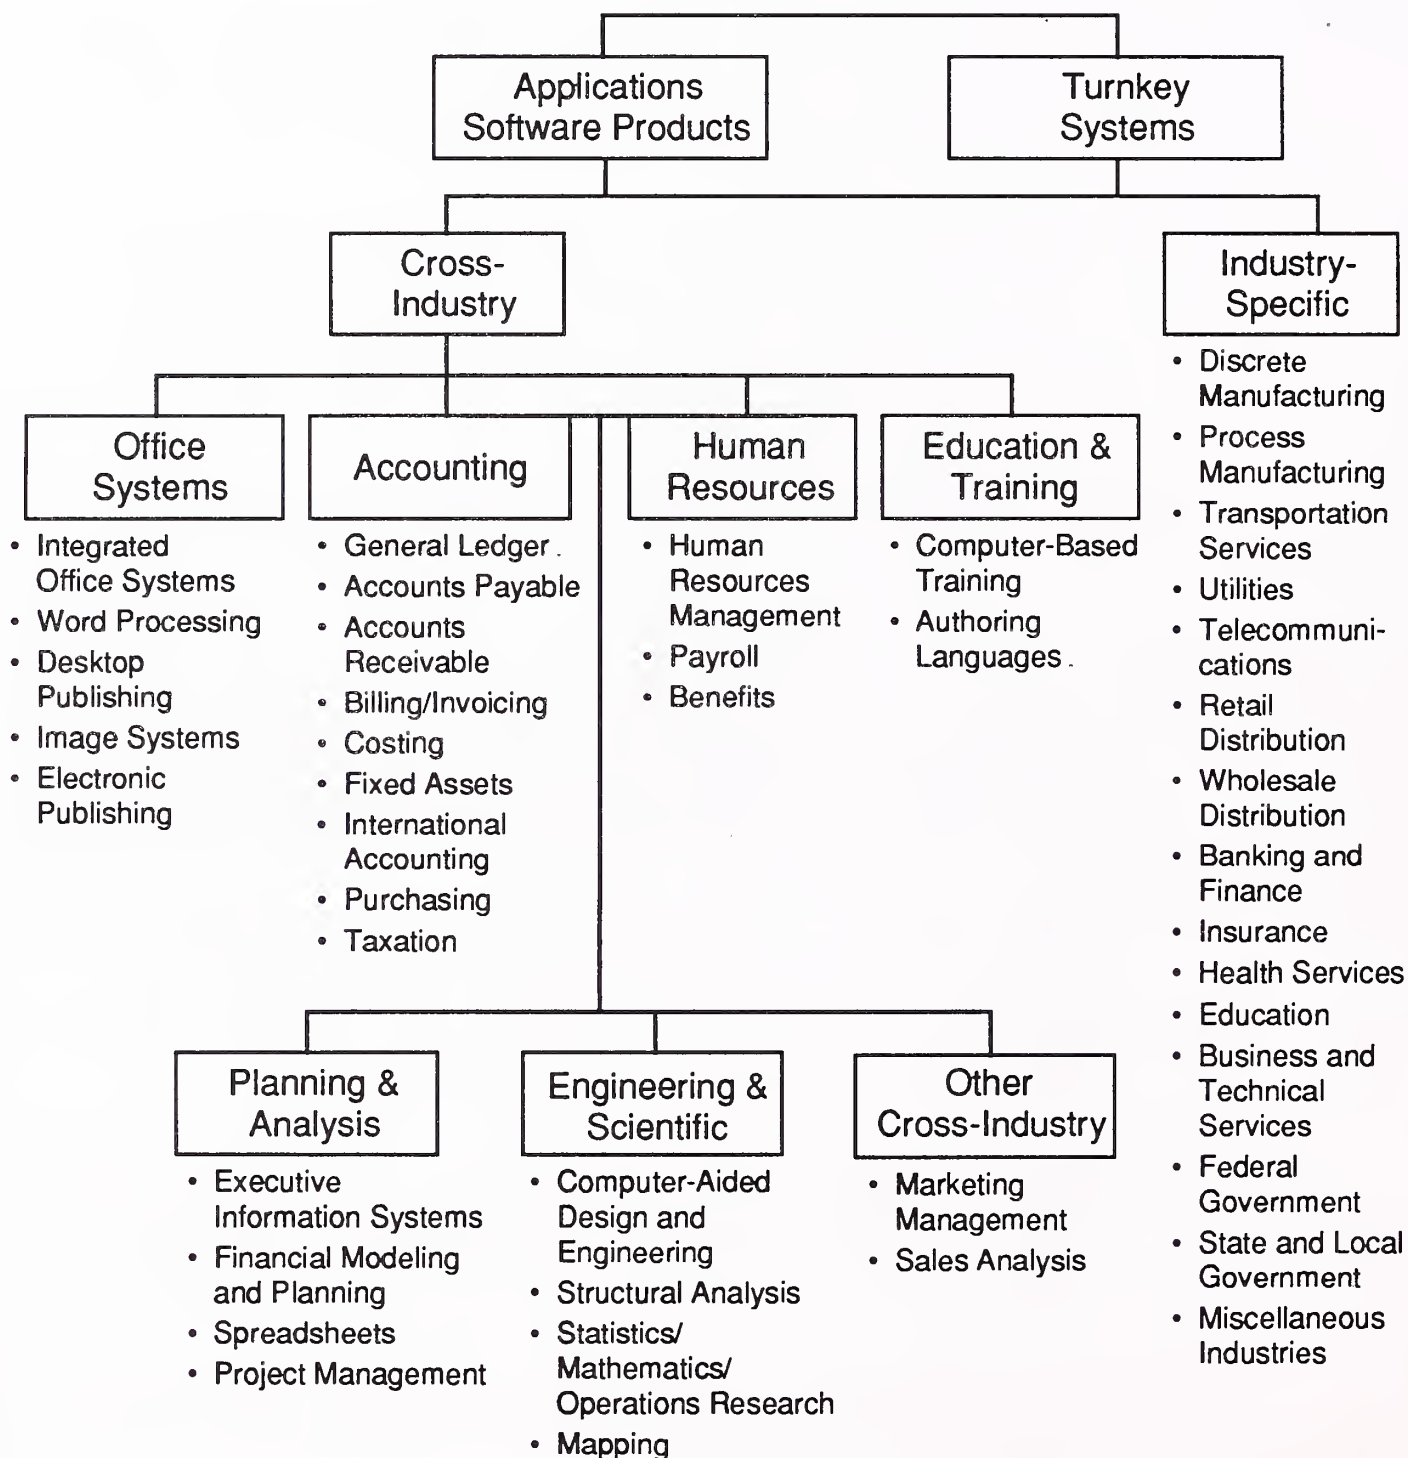 Applications
Software Products
Turnkey
Systems
Cross-
Industry
Industry-
Specific
Office
Systems
• Integrated
Office Systems
• Word Processing
• Desktop
Publishing
• Image Systems
• Electronic
Publishing
Accounting
• General Ledger
• Accounts Payable
• Accounts
Receivable
• Billing/Invoicing
• Costing
• Fixed Assets
• International
Accounting
• Purchasing
• Taxation
Human
Resources
• Human
Resources
Management
• Payroll
• Benefits
Education &
Training
• Computer-Based
Training
• Authoring
Languages
• Discrete
Manufacturing
• Process
Manufacturing
• Transportation
Services
• Utilities
• Telecommuni-
cations
• Retail
Distribution
• Wholesale
Distribution
• Banking and
Finance
• Insurance
• Health Services
• Education
• Business and
Technical
Services
• Federal
Government
• State and Local
Government
• Miscellaneous
Industries
Planning &
Analysis
• Executive
Information Systems
• Financial Modeling
and Planning
• Spreadsheets
• Project Management
Engineering &
Scientific
• Computer-Aided
Design and
Engineering
• Structural Analysis
• Statistics/
Mathematics/
Operations Research
• Mapping
Other
Cross-Industry
• Marketing
Management
• Sales Analysis